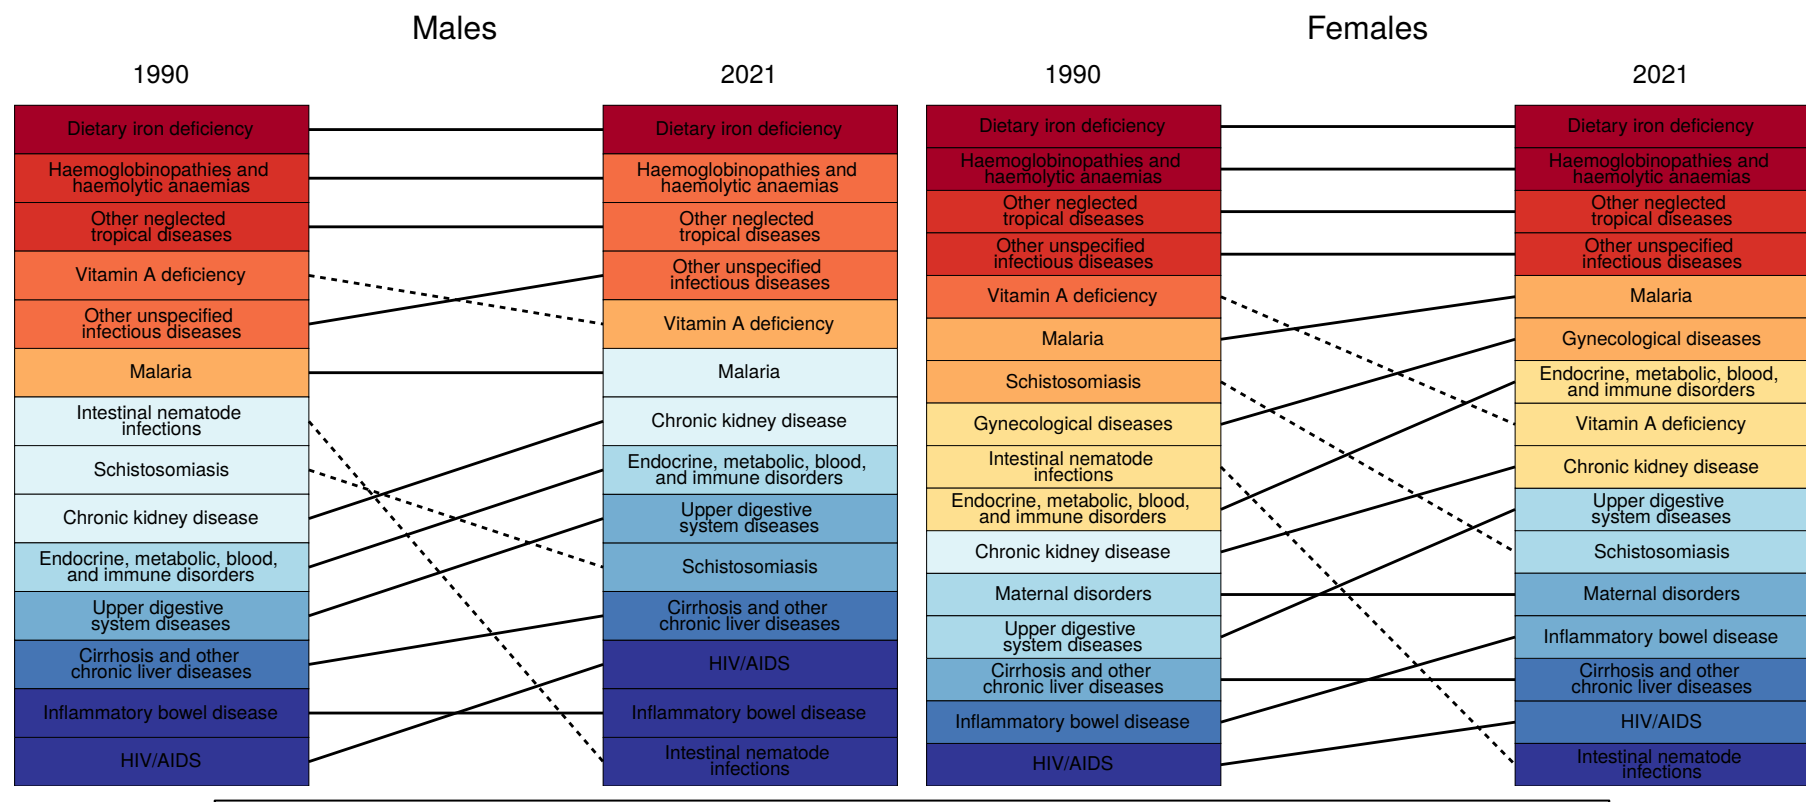 Males
1990
2021
Dietary iron deficiency
Haemoglobinopathies and
haemolytic anaemias
Other neglected
tropical diseases
Vitamin A deficiency
Other unspecified
infectious diseases
Malaria
Intestinal nematode
infections
Schistosomiasis
Chronic kidney disease
Endocrine, metabolic, blood,
and immune disorders
Upper digestive
system diseases
Cirrhosis and other
chronic liver diseases
Inflammatory bowel disease
HIV/AIDS
Dietary iron deficiency
Haemoglobinopathies and
haemolytic anaemias
Other neglected
tropical diseases
Other unspecified
infectious diseases
Vitamin A deficiency
Malaria
Chronic kidney disease
Endocrine, metabolic, blood,
and immune disorders
Upper digestive
system diseases
Schistosomiasis
Cirrhosis and other
chronic liver diseases
HIV/AIDS
Inflammatory bowel disease
Intestinal nematode
infections
Females
1990
2021
Dietary iron deficiency
Haemoglobinopathies and
haemolytic anaemias
Other neglected
tropical diseases
Other unspecified
infectious diseases
Vitamin A deficiency
Malaria
Schistosomiasis
Gynecological diseases
Intestinal nematode
infections
Endocrine, metabolic, blood,
and immune disorders
Chronic kidney disease
Maternal disorders
Upper digestive
system diseases
Cirrhosis and other
chronic liver diseases
Inflammatory bowel disease
HIV/AIDS
Dietary iron deficiency
Haemoglobinopathies and
haemolytic anaemias
Other neglected
tropical diseases
Other unspecified
infectious diseases
Malaria
Gynecological diseases
Endocrine, metabolic, blood,
and immune disorders
Vitamin A deficiency
Chronic kidney disease
Upper digestive
system diseases
Schistosomiasis
Maternal disorders
Inflammatory bowel disease
Cirrhosis and other
chronic liver diseases
HIV/AIDS
Intestinal nematode
infections